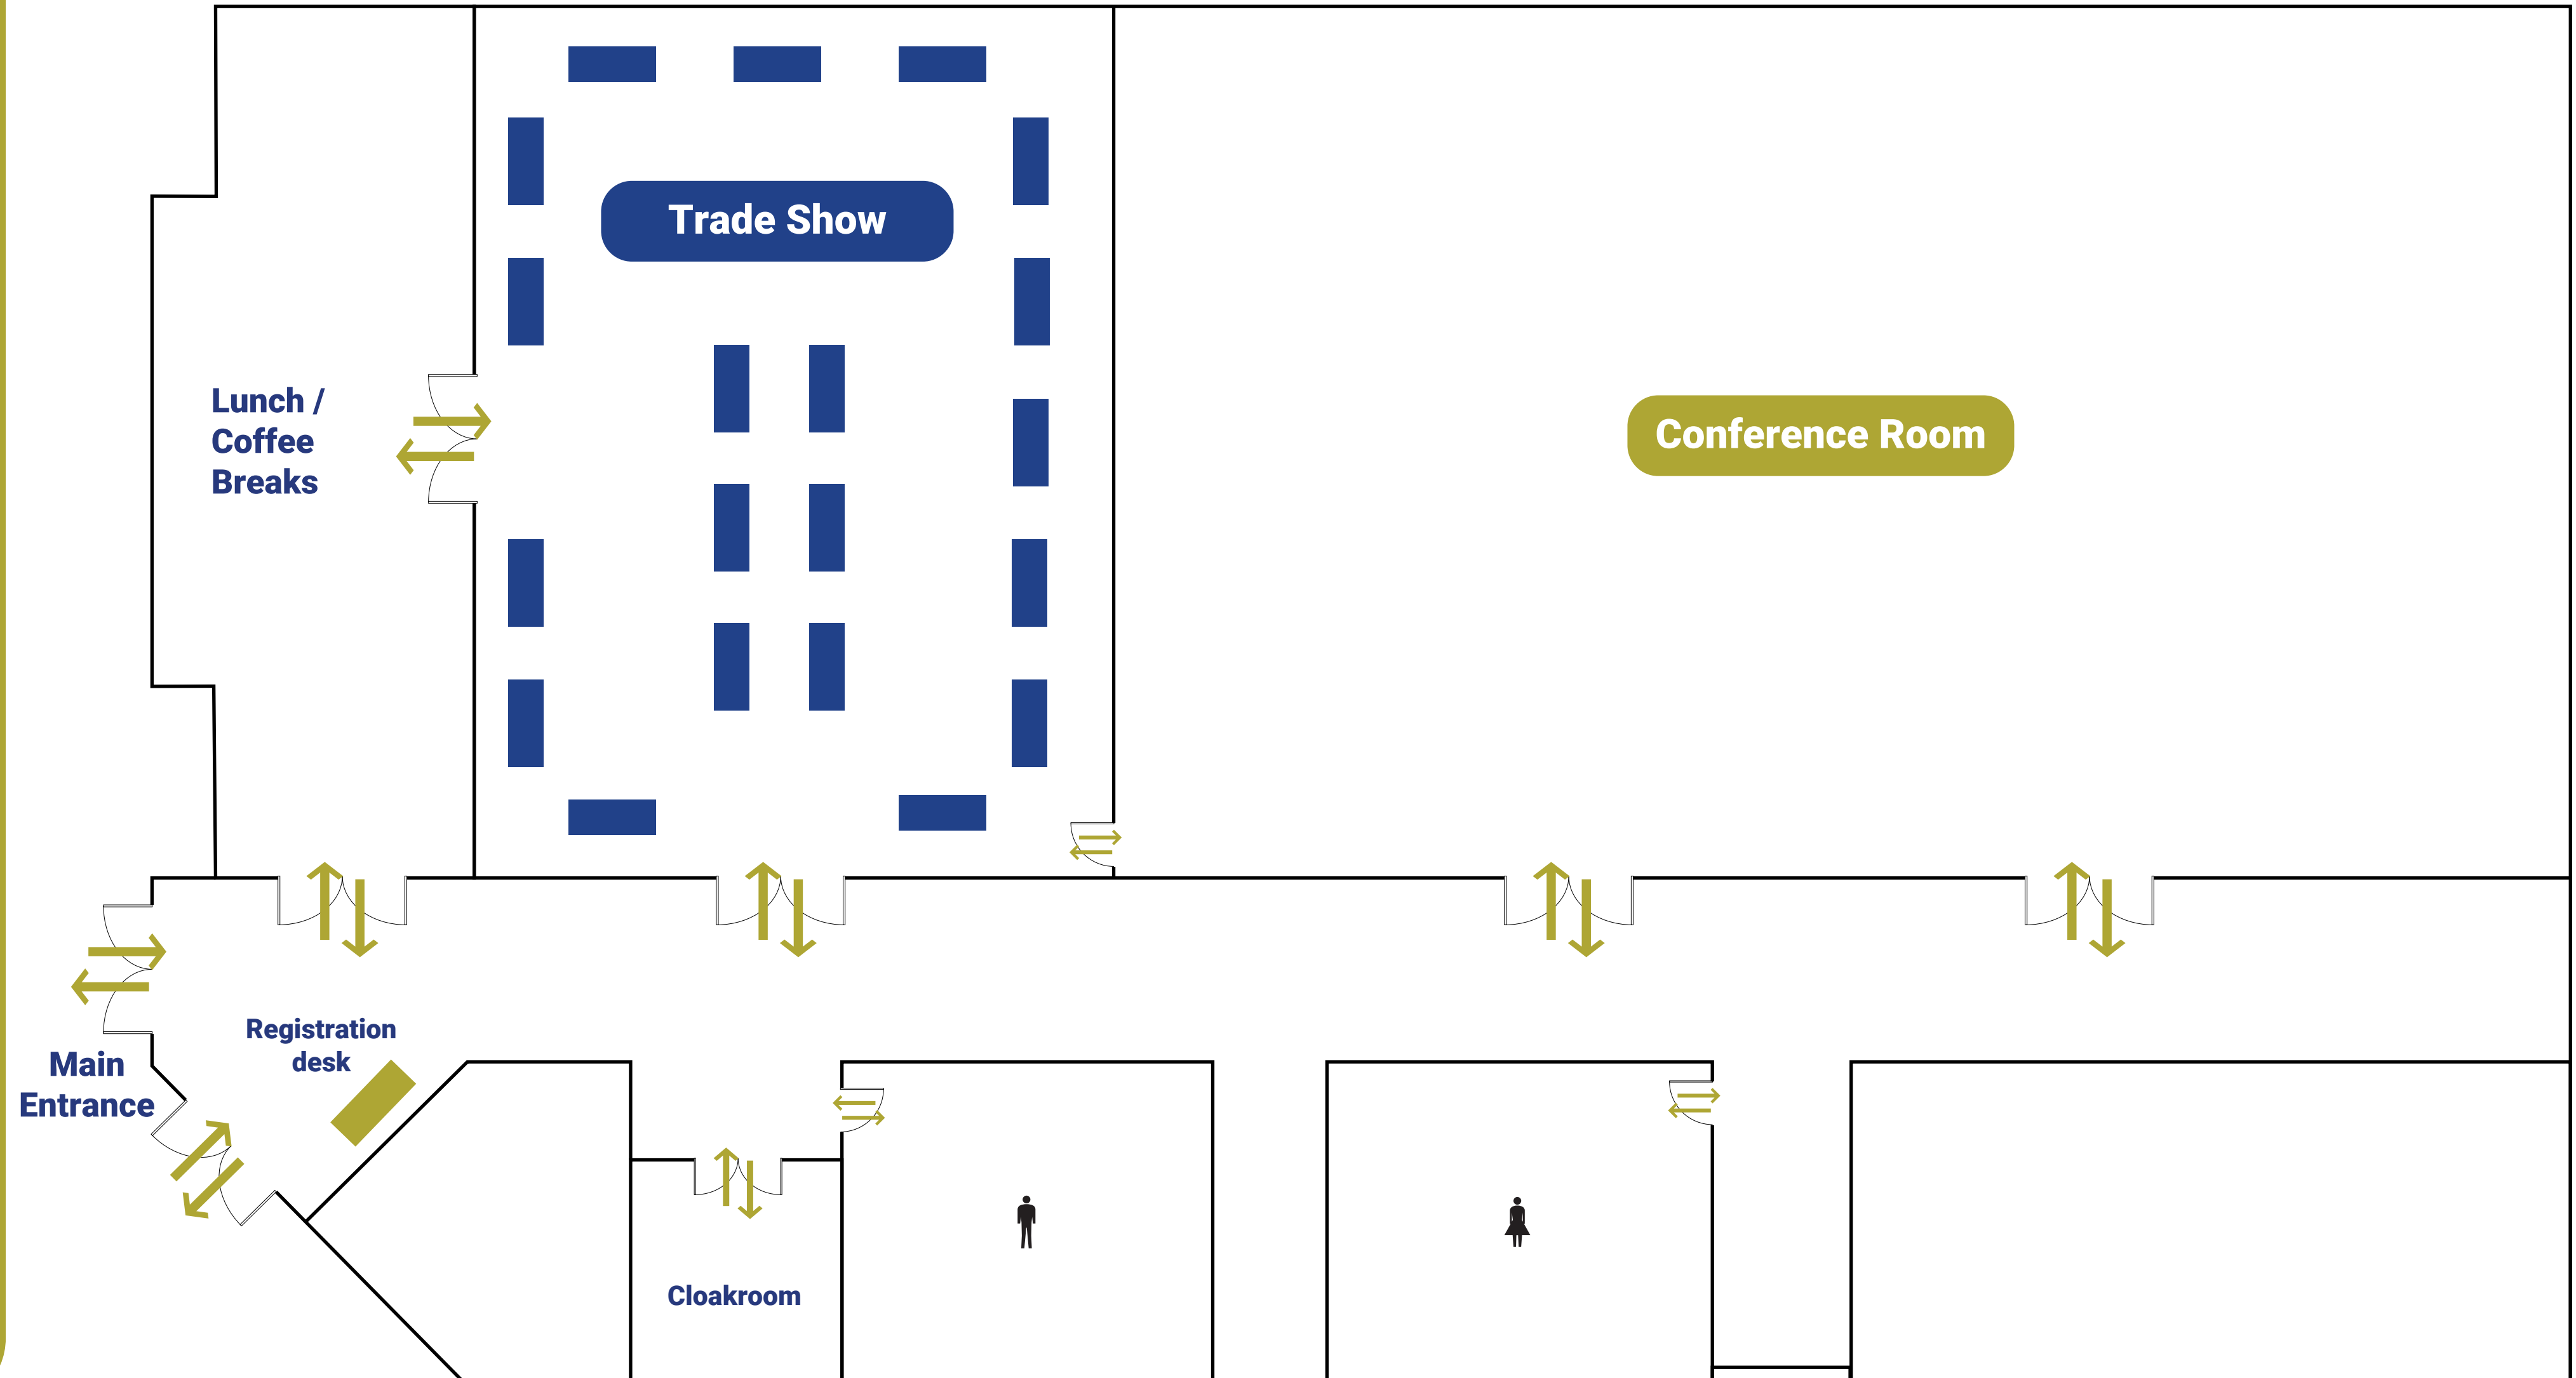 Trade Show
Lunch /
Coffee
Breaks
Conference Room
Registration
desk
Main
Entrance
Cloakroom